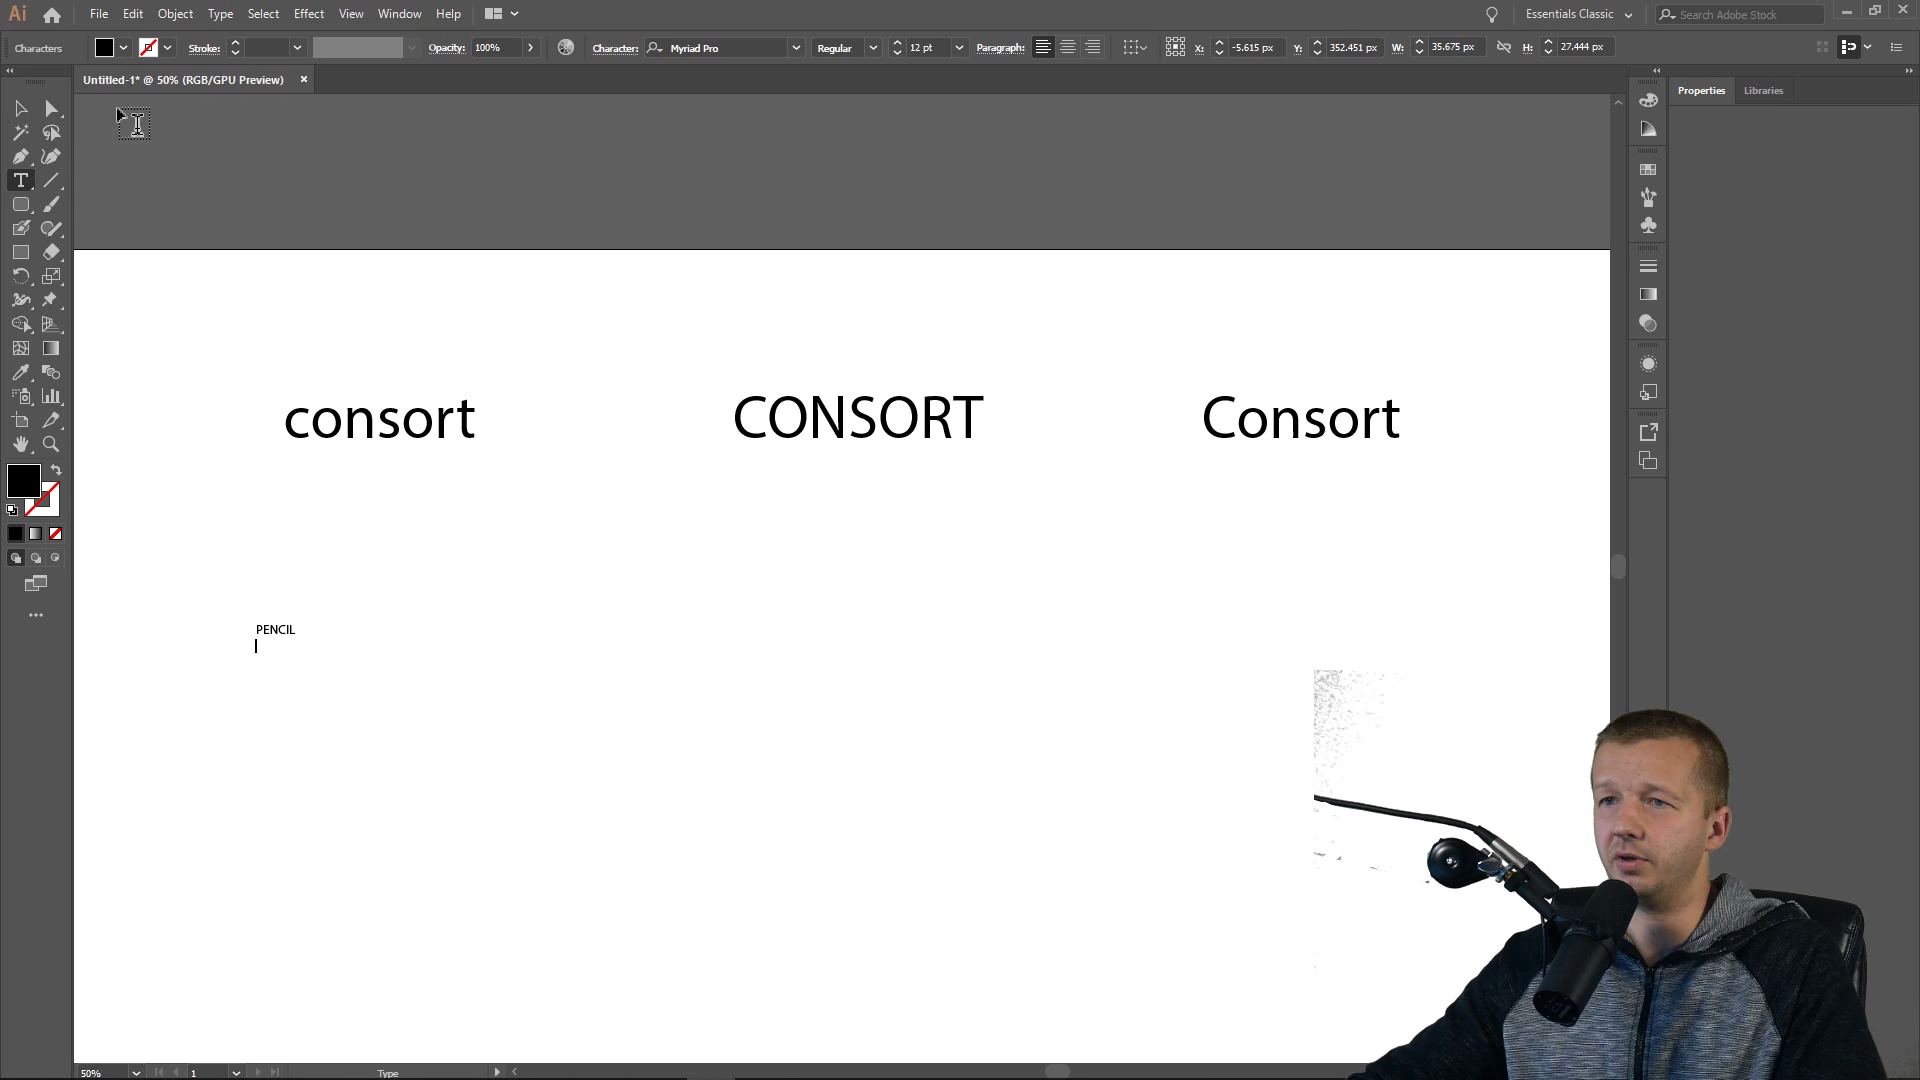 Ai File Edit Object Type Select Effect View Window Help Essentials Classic Search Adobe Stock
Characters Stroke: Opacity: 100% Character: Myriad Pro Regular 12 pt Paragraph: X: -5.615 px Y: 352.451 px W: 35.675 px H: 27.444 px
Untitled-1* @ 50% (RGB/GPU Preview)
Properties Libraries
consort CONSORT Consort
PENCIL
50% 1 Type